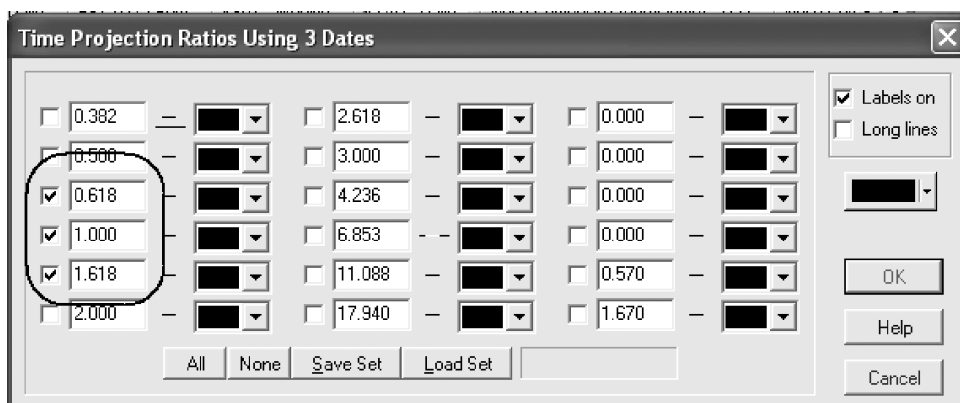 Time Projection Ratios Using 3 Dates
0.382 2.618 0.000 Labels on
Long lines
0.500 3.000 0.000
0.618 4.236 0.000
1.000 6.853 0.000
1.618 11.088 0.570 OK
2.000 17.940 1.670 Help
All None Save Set Load Set Cancel